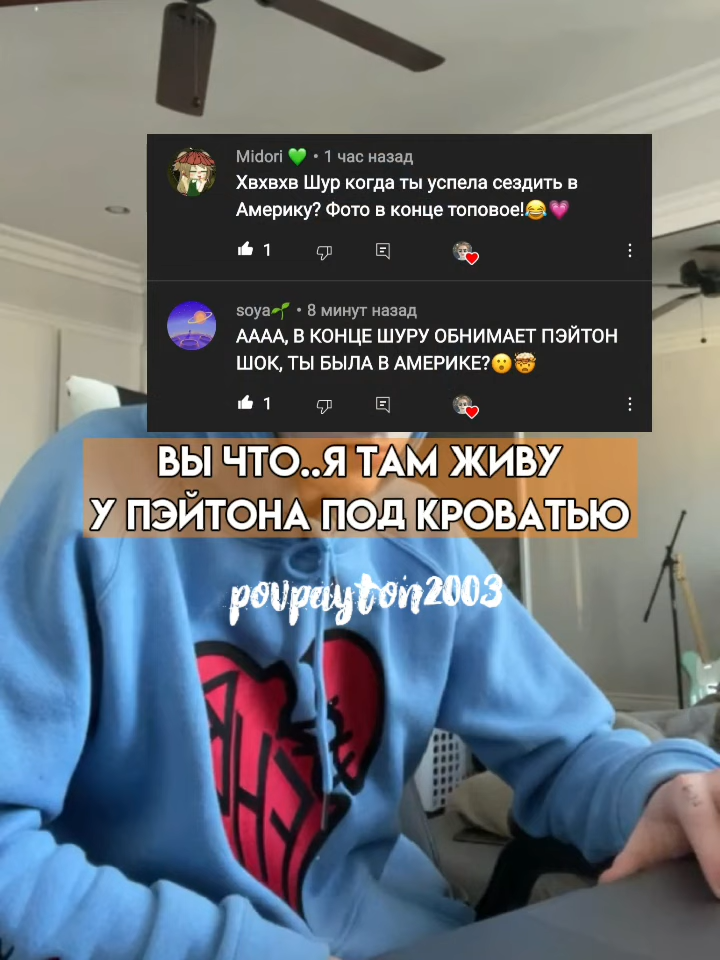 Midori 💚 • 1 час назад
Хвхвхв Шур когда ты успела сездить в
Америку? Фото в конце топовое!😂💗
1
soya🌱 • 8 минут назад
АААА, В КОНЦЕ ШУРУ ОБНИМАЕТ ПЭЙТОН
ШОК, ТЫ БЫЛА В АМЕРИКЕ?😮🤯
1
ВЫ ЧТО..Я ТАМ ЖИВУ
У ПЭЙТОНА ПОД КРОВАТЬЮ
povpayton2003